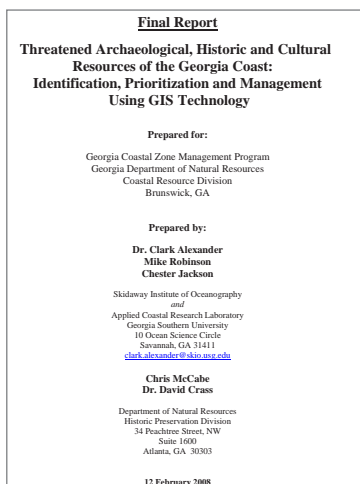 Final Report
Threatened Archaeological, Historic and Cultural
Resources of the Georgia Coast:
Identification, Prioritization and Management
Using GIS Technology
Prepared for:
Georgia Coastal Zone Management Program
Georgia Department of Natural Resources
Coastal Resource Division
Brunswick, GA
Prepared by:
Dr. Clark Alexander
Mike Robinson
Chester Jackson
Skidaway Institute of Oceanography
and
Applied Coastal Research Laboratory
Georgia Southern University
10 Ocean Science Circle
Savannah, GA 31411
clark.alexander@skio.usg.edu
Chris McCabe
Dr. David Crass
Department of Natural Resources
Historic Preservation Division
34 Peachtree Street, NW
Suite 1600
Atlanta, GA 30303
12 February 2008